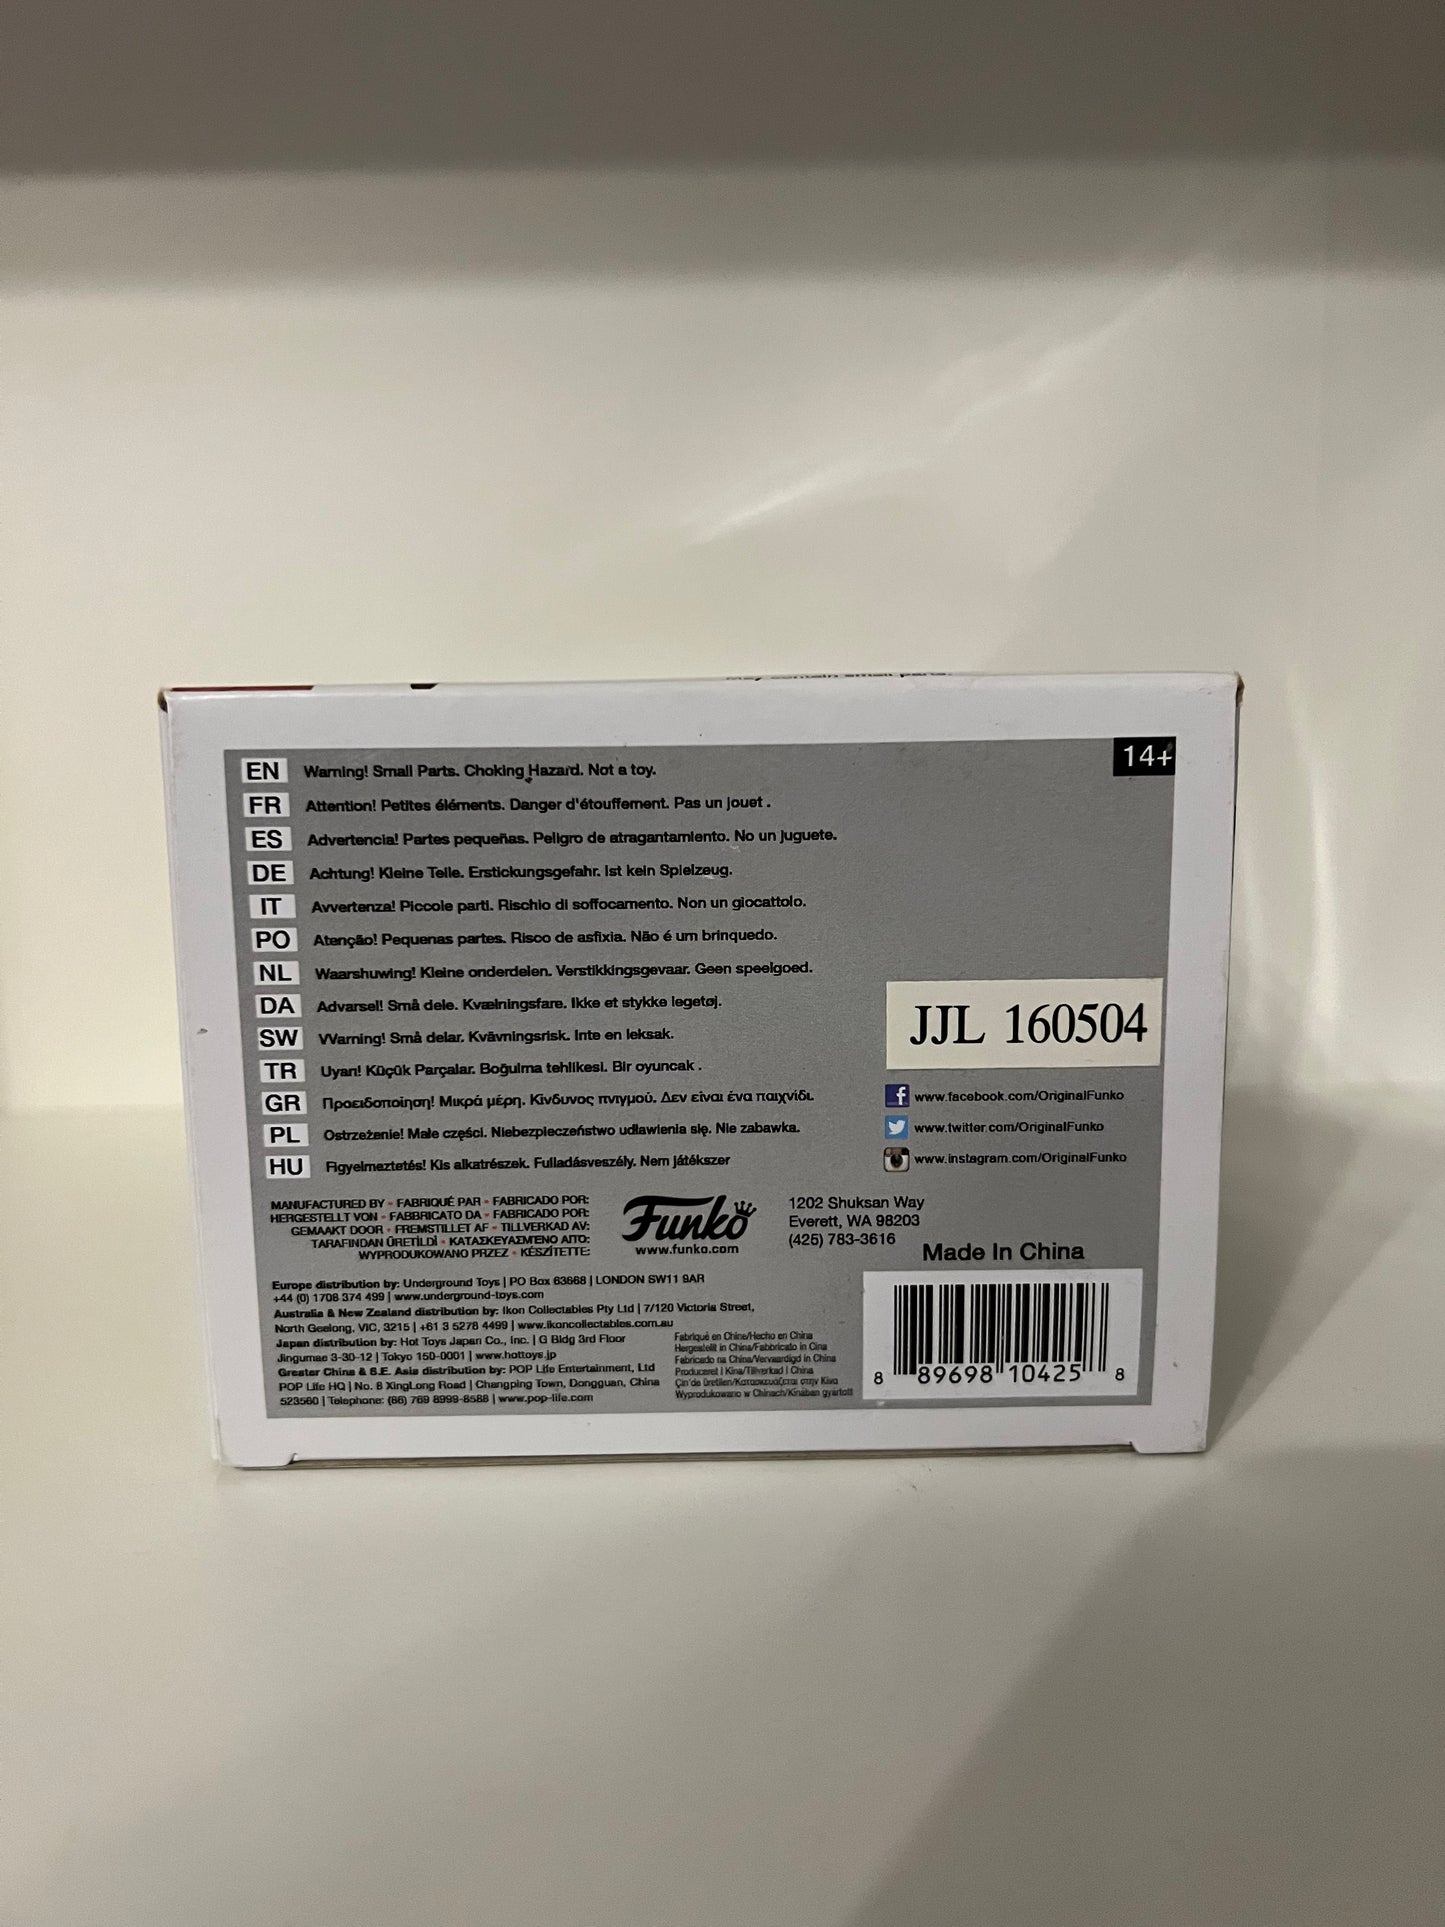 14+
EN Warning! Small Parts. Choking Hazard. Not a toy.
FR Attention! Petites éléments. Danger d'étouffement. Pas un jouet .
ES Advertencia! Partes pequeñas. Peligro de atragantamiento. No un juguete.
DE Achtung! Kleine Teile. Erstickungsgefahr. Ist kein Spielzeug.
IT Avvertenza! Piccole parti. Rischio di soffocamento. Non un giocattolo.
PO Atenção! Pequenas partes. Risco de asfixia. Não é um brinquedo.
NL Waarshuwing! Kleine onderdelen. Verstikkingsgevaar. Geen speelgoed.
DA Advarsel! Små dele. Kvælningsfare. Ikke et stykke legetøj.
SW Warning! Små delar. Kvävningsrisk. Inte en leksak.
TR Uyarı! Küçük Parçalar. Boğulma tehlikesi. Bir oyuncak .
GR Προειδοποίηση! Μικρά μέρη. Κίνδυνος πνιγμού. Δεν είναι ένα παιχνίδι.
PL Ostrzeżenie! Małe części. Niebezpieczeństwo udławienia się. Nie zabawka.
HU Figyelmeztetés! Kis alkatrészek. Fulladásveszély. Nem játékszer
JJL 160504
www.facebook.com/OriginalFunko
www.twitter.com/OriginalFunko
www.instagram.com/OriginalFunko
MANUFACTURED BY • FABRIQUÉ PAR • FABRICADO POR:
HERGESTELLT VON • FABBRICATO DA • FABRICADO POR:
GEMAAKT DOOR • FREMSTILLET AF • TILLVERKAD AV:
TARAFINDAN ÜRETİLDİ • ΚΑΤΑΣΚΕΥΑΣΜΈΝΟ ΑΠΌ:
WYPRODUKOWANO PRZEZ • KÉSZÍTETTE:
Funko
www.funko.com
1202 Shuksan Way
Everett, WA 98203
(425) 783-3616
Made In China
Europe distribution by: Underground Toys | PO Box 63668 | LONDON SW11 9AR
+44 (0) 1708 374 499 | www.underground-toys.com
Australia & New Zealand distribution by: Ikon Collectables Pty Ltd | 7/120 Victoria Street,
North Geelong, VIC, 3215 | +61 3 5278 4499 | www.ikoncollectables.com.au
Japan distribution by: Hot Toys Japan Co., Inc. | G Bldg 3rd Floor
Jingumae 3-30-12 | Tokyo 150-0001 | www.hottoys.jp
Greater China & S.E. Asia distribution by: POP Life Entertainment, Ltd
POP Life HQ | No. 8 XingLong Road | Changping Town, Dongguan, China
523560 | Telephone: (86) 769 8999-8588 | www.pop-life.com
Fabriqué en Chine/Hecho en China
Hergestellt in China/Fabbricato in Cina
Fabricado na China/Vervaardigd in China
Produceret i Kina/Tillverkad i China
Çin'de üretilen/Κατασκευάζεται στην Κίνα
Wyprodukowano w Chinach/Kínában gyártott
8 89698 10425 8